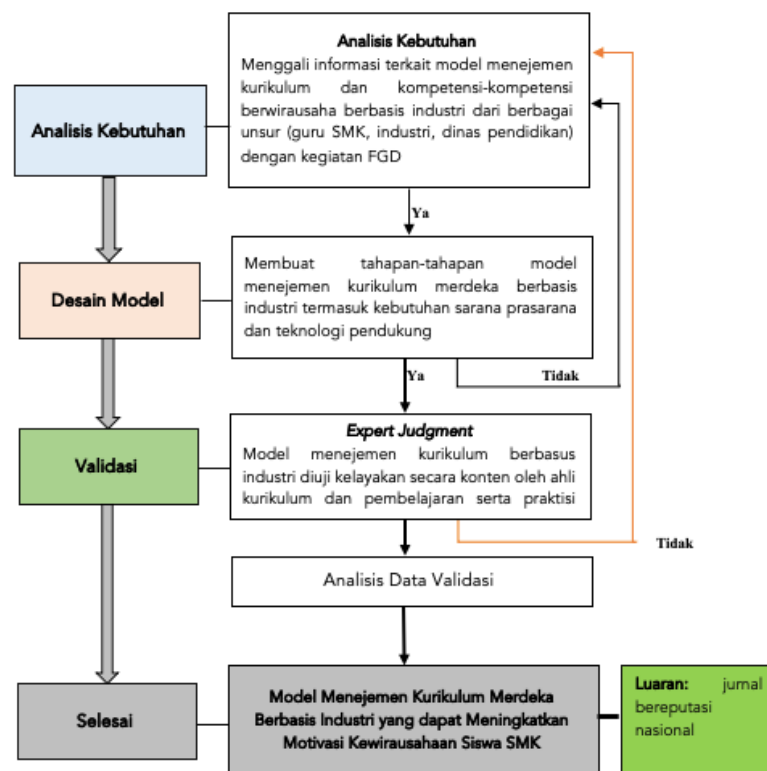 Analisis Kebutuhan
Menggali informasi terkait model menejemen
kurikulum dan kompetensi-kompetensi
berwirausaha berbasis industri dari berbagai
unsur (guru SMK, industri, dinas pendidikan)
dengan kegiatan FGD
Analisis Kebutuhan
Ya
Membuat tahapan-tahapan model
menejemen kurikulum merdeka berbasis
industri termasuk kebutuhan sarana prasarana
dan teknologi pendukung
Desain Model
Ya
Tidak
Expert Judgment
Model menejemen kurikulum berbasus
industri diuji kelayakan secara konten oleh ahli
kurikulum dan pembelajaran serta praktisi
Validasi
Tidak
Analisis Data Validasi
Selesai
Model Menejemen Kurikulum Merdeka
Berbasis Industri yang dapat Meningkatkan
Motivasi Kewirausahaan Siswa SMK
Luaran: jurnal
bereputasi
nasional